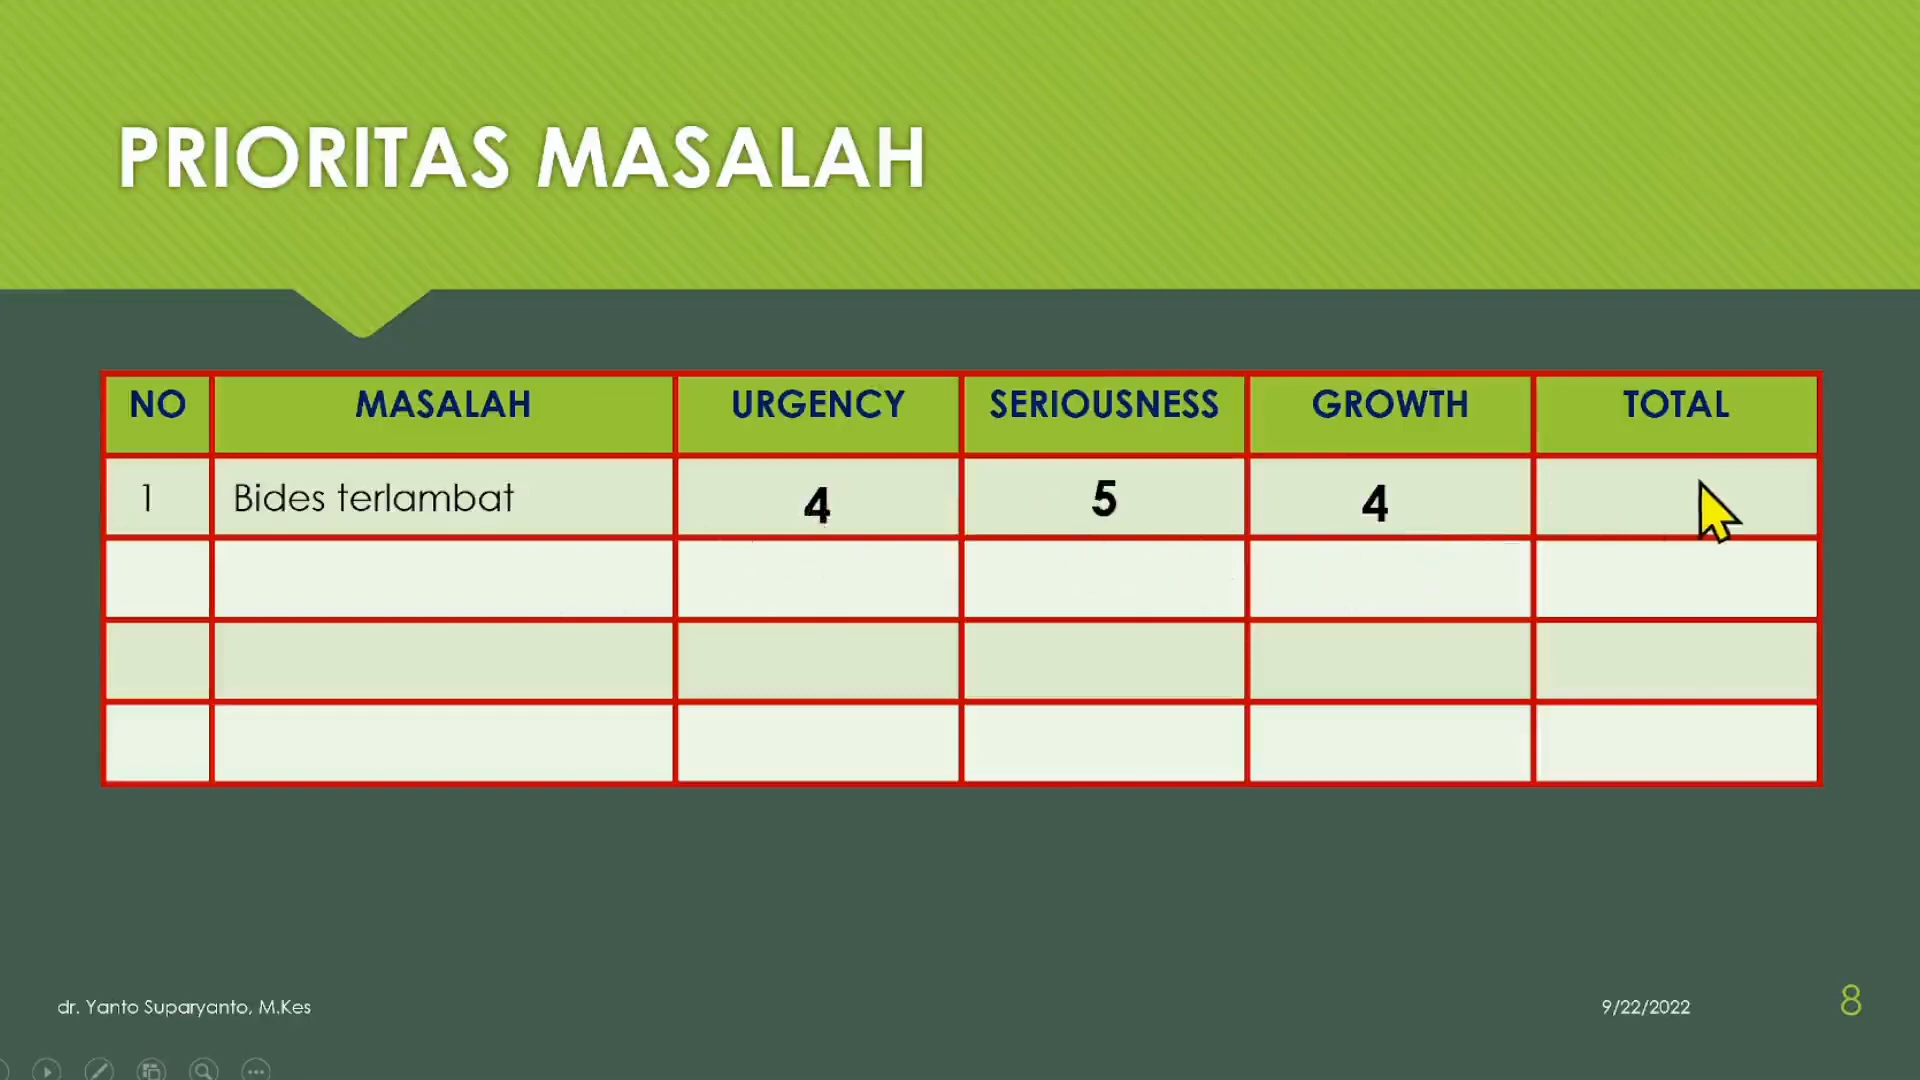 PRIORITAS MASALAH
NO MASALAH URGENCY SERIOUSNESS GROWTH TOTAL
1 Bides terlambat 4 5 4
dr. Yanto Suparyanto, M.Kes 9/22/2022 8